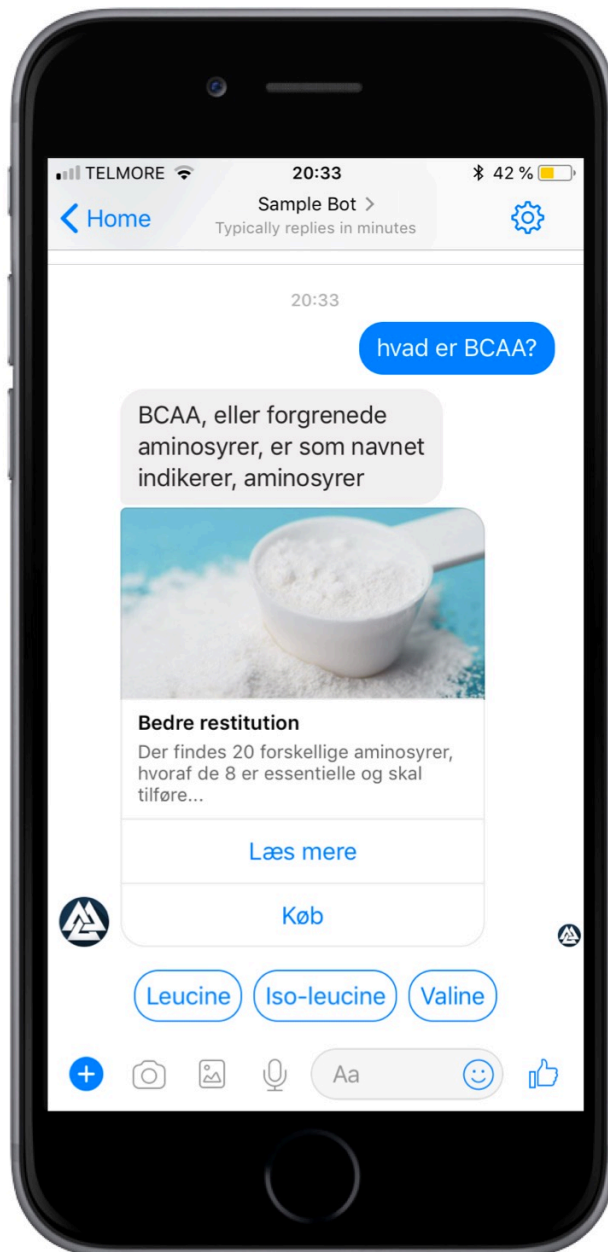 TELMORE 20:33 42 %
Home Sample Bot >
Typically replies in minutes
20:33
hvad er BCAA?
BCAA, eller forgrenede
aminosyrer, er som navnet
indikerer, aminosyrer
Bedre restitution
Der findes 20 forskellige aminosyrer,
hvoraf de 8 er essentielle og skal
tilføre...
Læs mere
Køb
Leucine Iso-leucine Valine
Aa